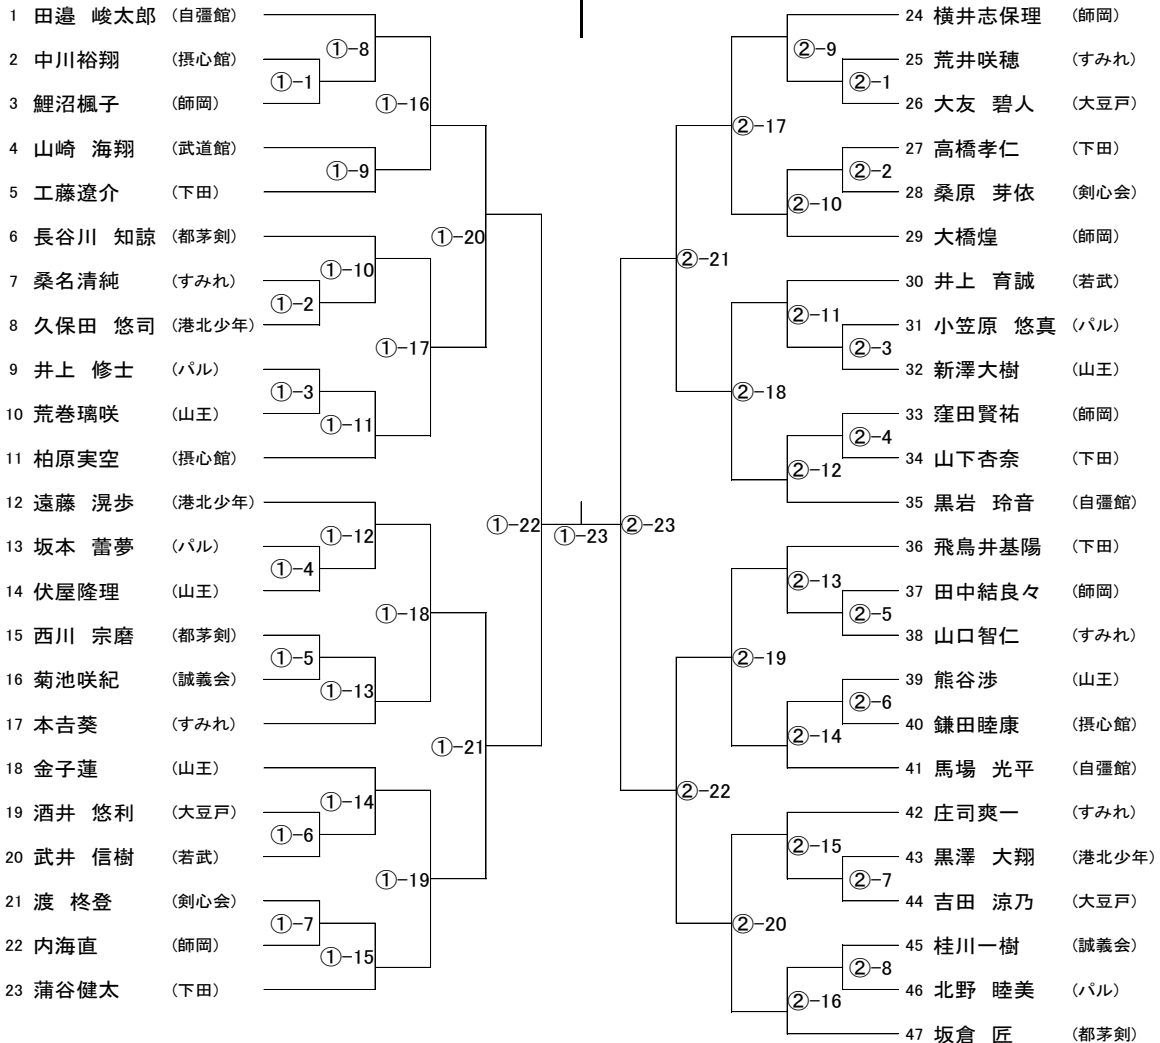 1 田邉 峻太郎 (自彊館)
2 中川裕翔 (摂心館)
3 鯉沼楓子 (師岡)
4 山崎 海翔 (武道館)
5 工藤遼介 (下田)
6 長谷川 知諒 (都茅剣)
7 桑名清純 (すみれ)
8 久保田 悠司 (港北少年)
9 井上 修士 (パル)
10 荒巻璃咲 (山王)
11 柏原実空 (摂心館)
12 遠藤 滉歩 (港北少年)
13 坂本 蕾夢 (パル)
14 伏屋隆理 (山王)
15 西川 宗磨 (都茅剣)
16 菊池咲紀 (誠義会)
17 本𠮷葵 (すみれ)
18 金子蓮 (山王)
19 酒井 悠利 (大豆戸)
20 武井 信樹 (若武)
21 渡 柊登 (剣心会)
22 内海直 (師岡)
23 蒲谷健太 (下田)
①-1
①-2
①-3
①-4
①-5
①-6
①-7
①-8
①-9
①-10
①-11
①-12
①-13
①-14
①-15
①-16
①-17
①-18
①-19
①-20
①-21
①-22
①-23
②-23
②-21
②-22
②-17
②-18
②-19
②-20
②-9
②-10
②-11
②-12
②-13
②-14
②-15
②-16
②-1
②-2
②-3
②-4
②-5
②-6
②-7
②-8
24 横井志保理 (師岡)
25 荒井咲穂 (すみれ)
26 大友 碧人 (大豆戸)
27 高橋孝仁 (下田)
28 桑原 芽依 (剣心会)
29 大橋煌 (師岡)
30 井上 育誠 (若武)
31 小笠原 悠真 (パル)
32 新澤大樹 (山王)
33 窪田賢祐 (師岡)
34 山下杏奈 (下田)
35 黒岩 玲音 (自彊館)
36 飛鳥井基陽 (下田)
37 田中結良々 (師岡)
38 山口智仁 (すみれ)
39 熊谷渉 (山王)
40 鎌田睦康 (摂心館)
41 馬場 光平 (自彊館)
42 庄司爽一 (すみれ)
43 黒澤 大翔 (港北少年)
44 吉田 涼乃 (大豆戸)
45 桂川一樹 (誠義会)
46 北野 睦美 (パル)
47 坂倉 匠 (都茅剣)